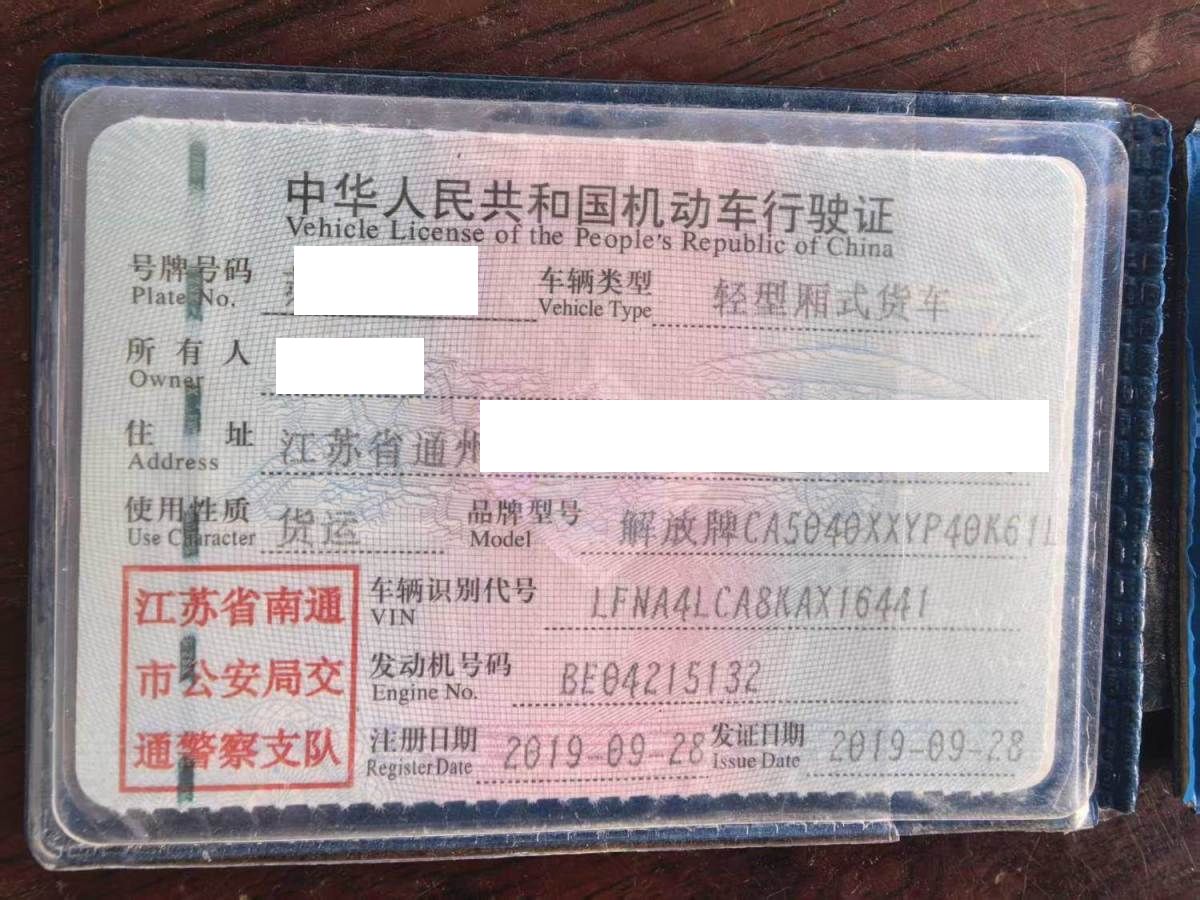 中华人民共和国机动车行驶证
Vehicle License of the People's Republic of China
号牌号码 车辆类型 轻型厢式货车
Plate No. Vehicle Type
所有人
Owner
住址 江苏省通州
Address
使用性质 货运 品牌型号 解放牌CA5040XXYP40K61L
Use Character Model
江苏省南通 车辆识别代号 LFNA4LCA8KAX16441
VIN
市公安局交 发动机号码 BE04215132
Engine No.
通警察支队 注册日期 2019-09-28 发证日期 2019-09-28
Register Date Issue Date